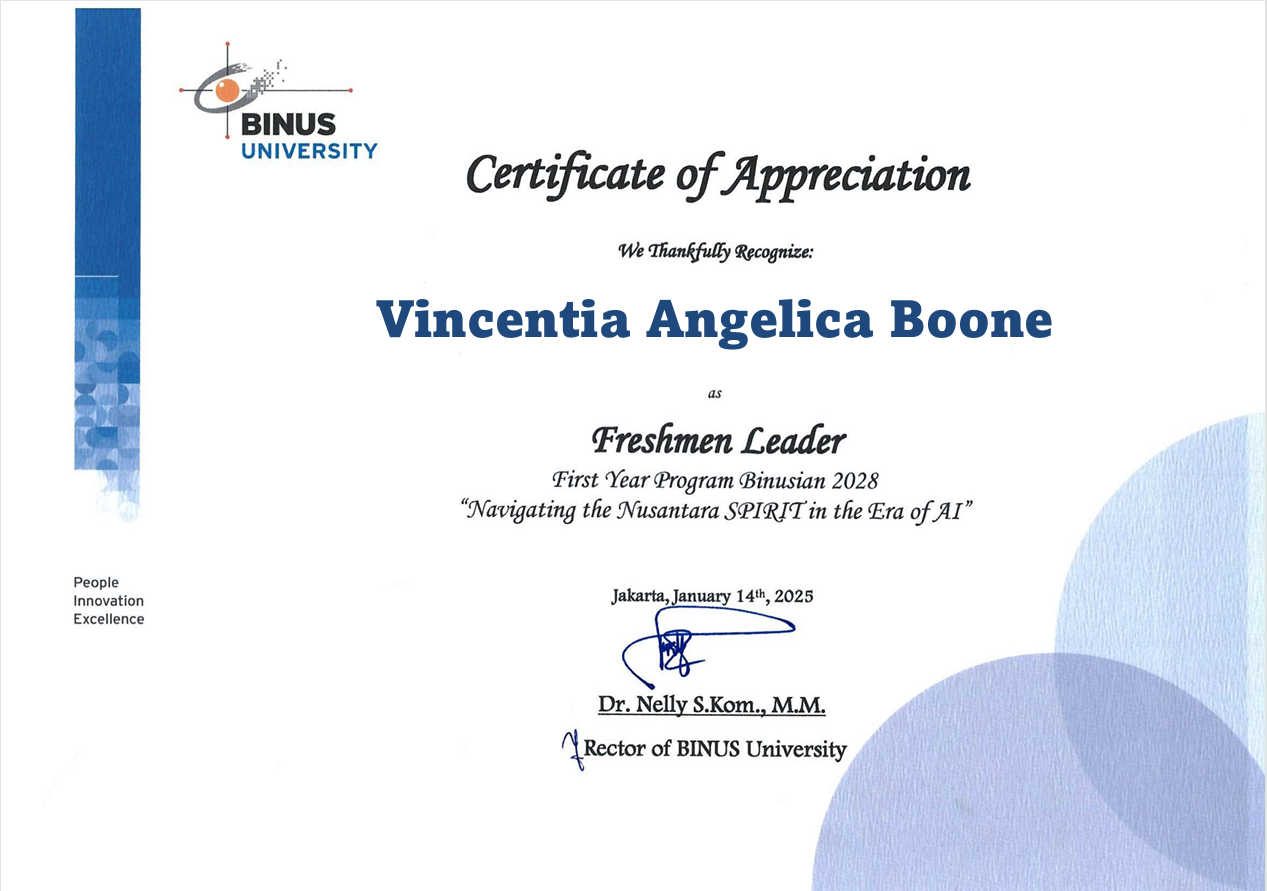 BINUS
UNIVERSITY
Certificate of Appreciation
We Thankfully Recognize:
Vincentia Angelica Boone
as
Freshmen Leader
First Year Program Binusian 2028
“Navigating the Nusantara SPIRIT in the Era of AI”
People
Innovation
Excellence
Jakarta, January 14th, 2025
Dr. Nelly S.Kom., M.M.
Rector of BINUS University